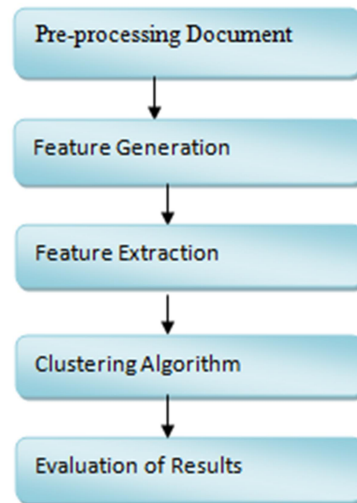 Pre-processing Document
Feature Generation
Feature Extraction
Clustering Algorithm
Evaluation of Results